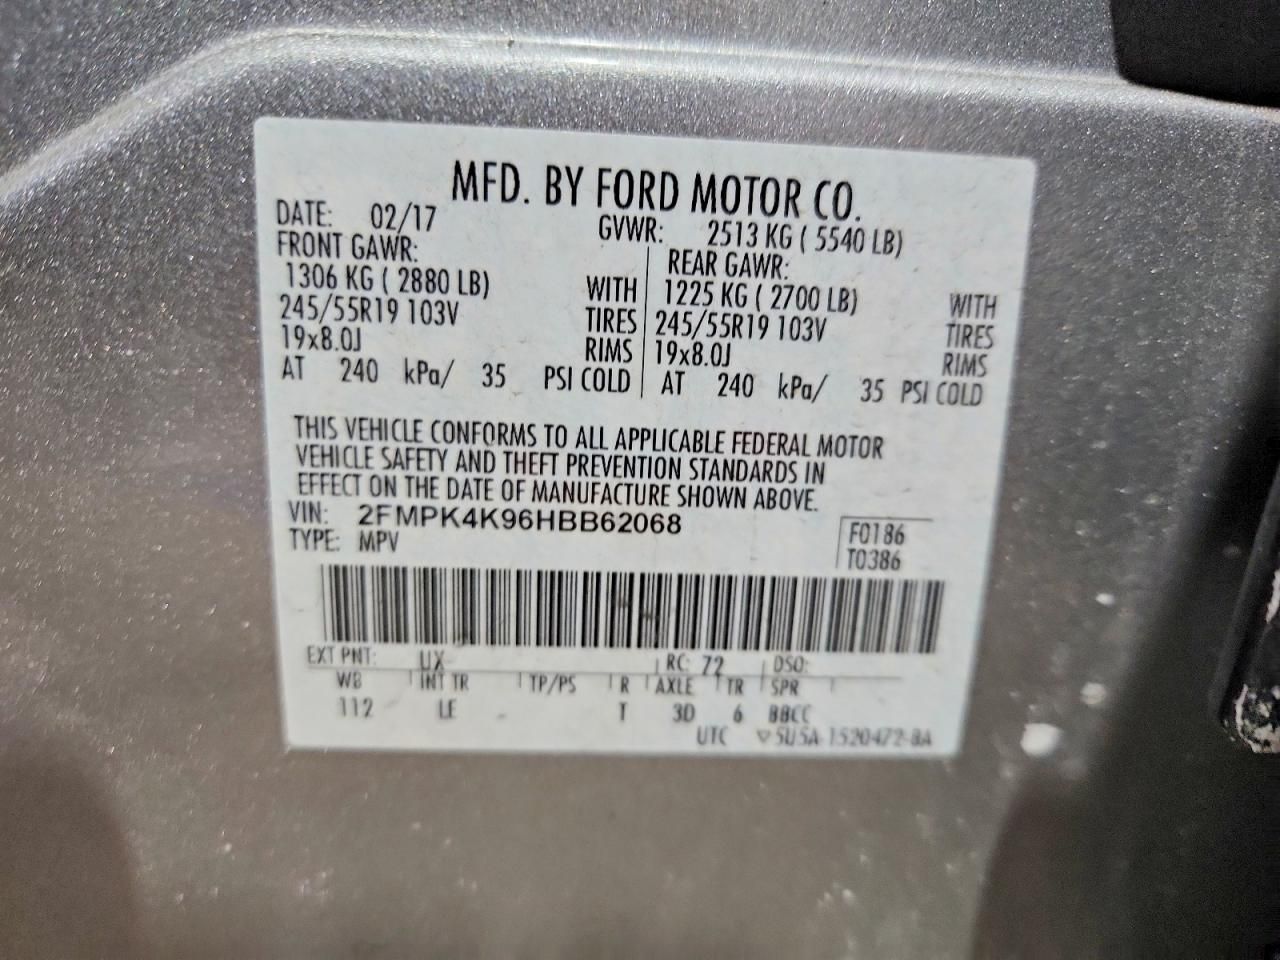 MFD. BY FORD MOTOR CO.
DATE: 02/17 GVWR: 2513 KG ( 5540 LB)
FRONT GAWR: REAR GAWR:
1306 KG ( 2880 LB) WITH 1225 KG ( 2700 LB) WITH
245/55R19 103V TIRES 245/55R19 103V TIRES
19x8.0J RIMS 19x8.0J RIMS
AT 240 kPa/ 35 PSI COLD AT 240 kPa/ 35 PSI COLD
THIS VEHICLE CONFORMS TO ALL APPLICABLE FEDERAL MOTOR
VEHICLE SAFETY AND THEFT PREVENTION STANDARDS IN
EFFECT ON THE DATE OF MANUFACTURE SHOWN ABOVE.
VIN: 2FMPK4K96HBB62068 F0186
TYPE: MPV T0386
EXT PNT: UX RC: 72 DSO:
WB INT TR TP/PS R AXLE TR SPR
112 LE T 3D 6 BBCC
UTC ▽5U5A-1520472-BA